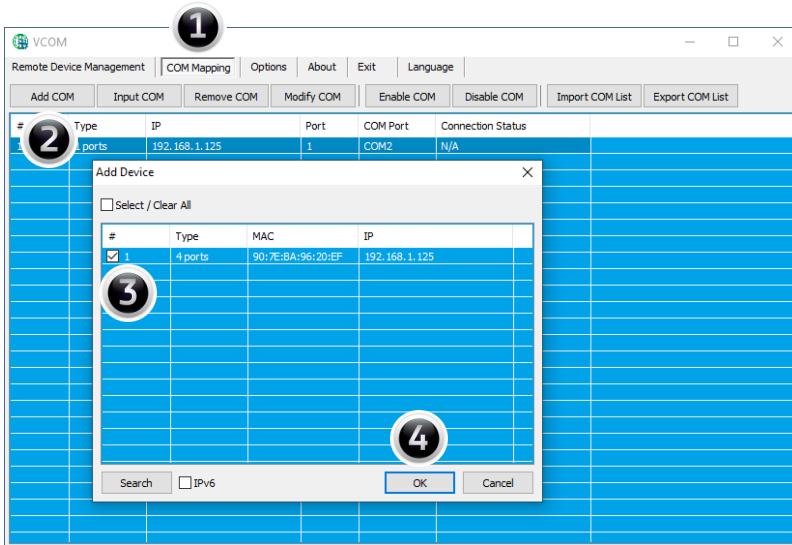 1
VCOM
Remote Device Management COM Mapping Options About Exit Language
Add COM Input COM Remove COM Modify COM Enable COM Disable COM Import COM List Export COM List
# Type IP Port COM Port Connection Status
2
1 ports 192.168.1.125 1 COM2 N/A
Add Device
Select / Clear All
# Type MAC IP
1 4 ports 90:7E:BA:96:20:EF 192.168.1.125
3
4
Search IPv6 OK Cancel